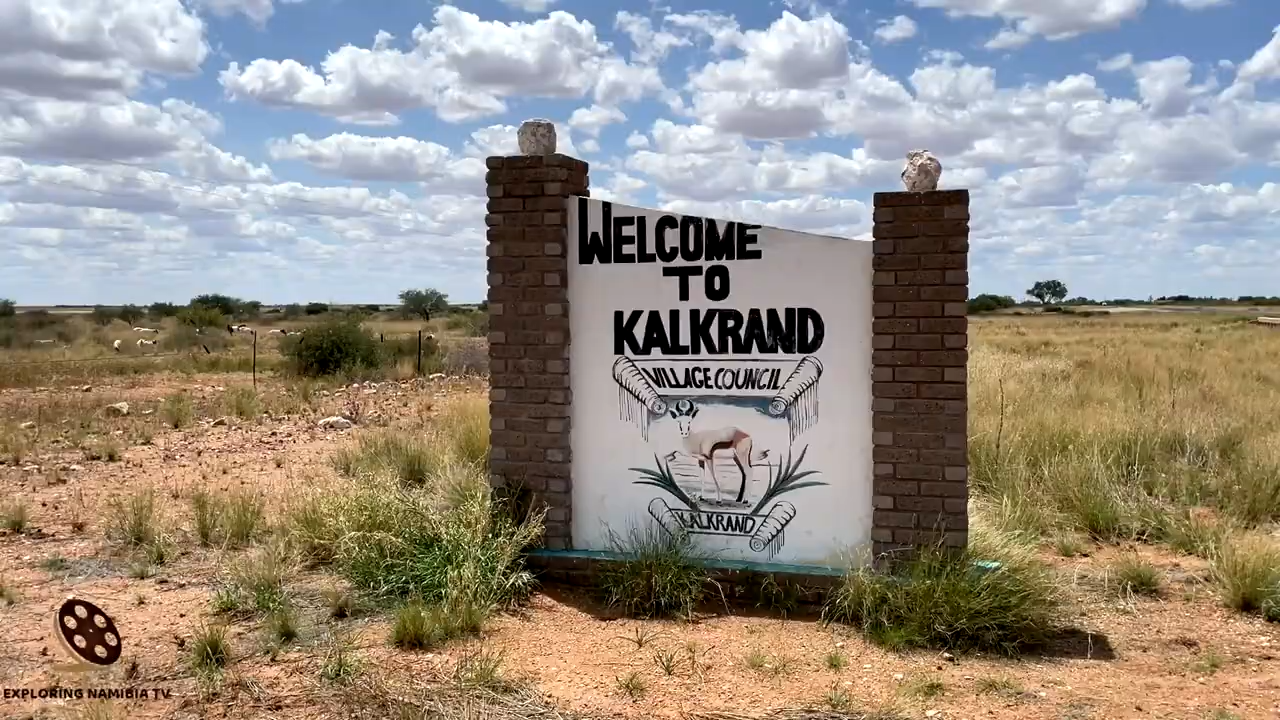 WELCOME
TO
KALKRAND
VILLAGE COUNCIL
KALKRAND
EXPLORING NAMIBIA TV